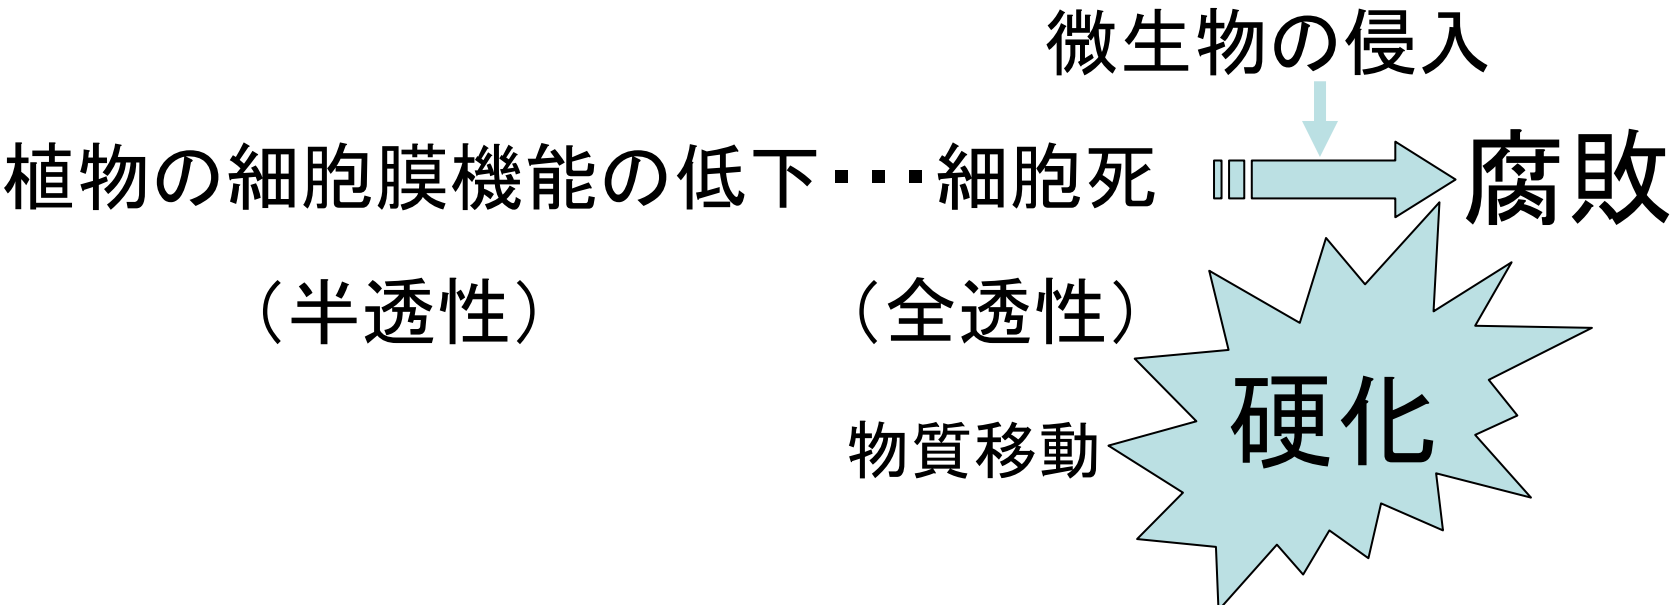 微生物の侵入
植物の細胞膜機能の低下･･･細胞死
腐敗
（半透性）
（全透性）
硬化
物質移動